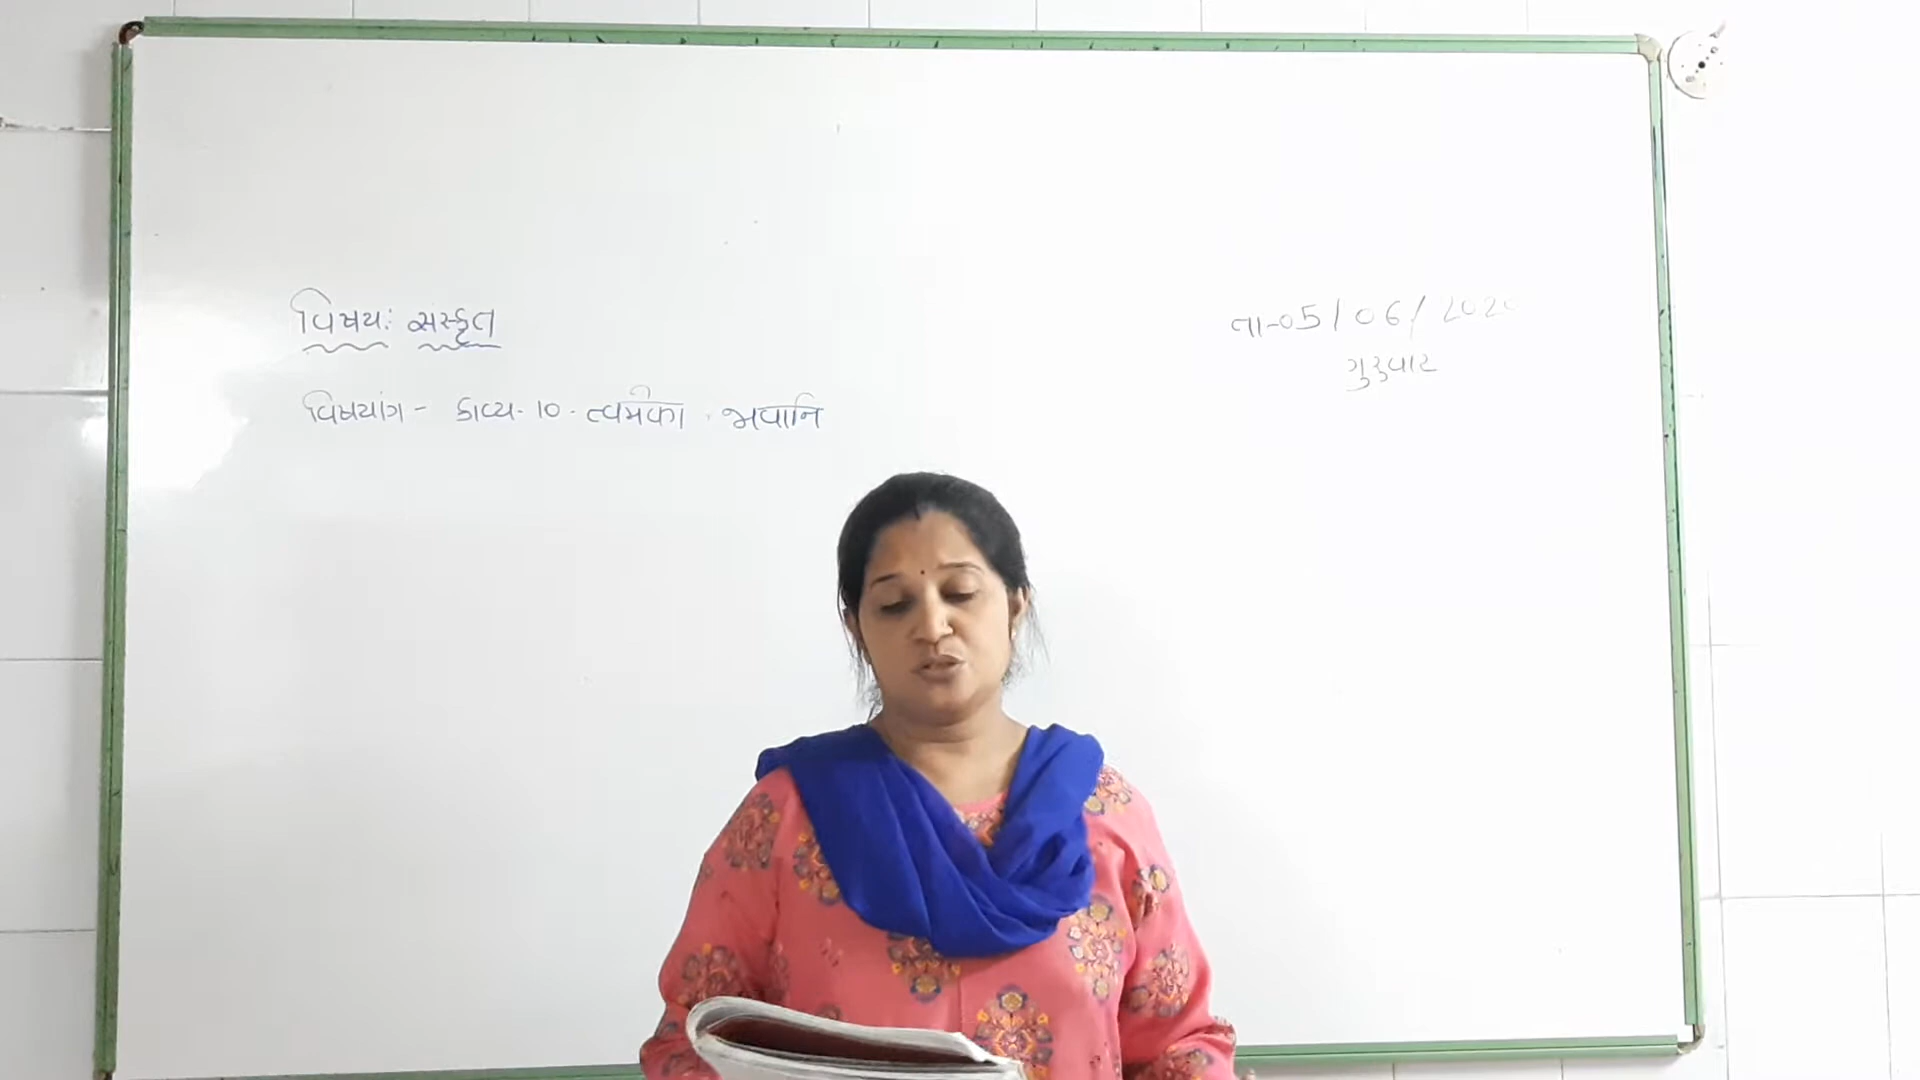 વિષય: સંસ્કૃત
તા-05/06/2020
ગુરૂવાર
વિષયાંગ - કાવ્ય-10. ત્વમેકા ભવાનિ